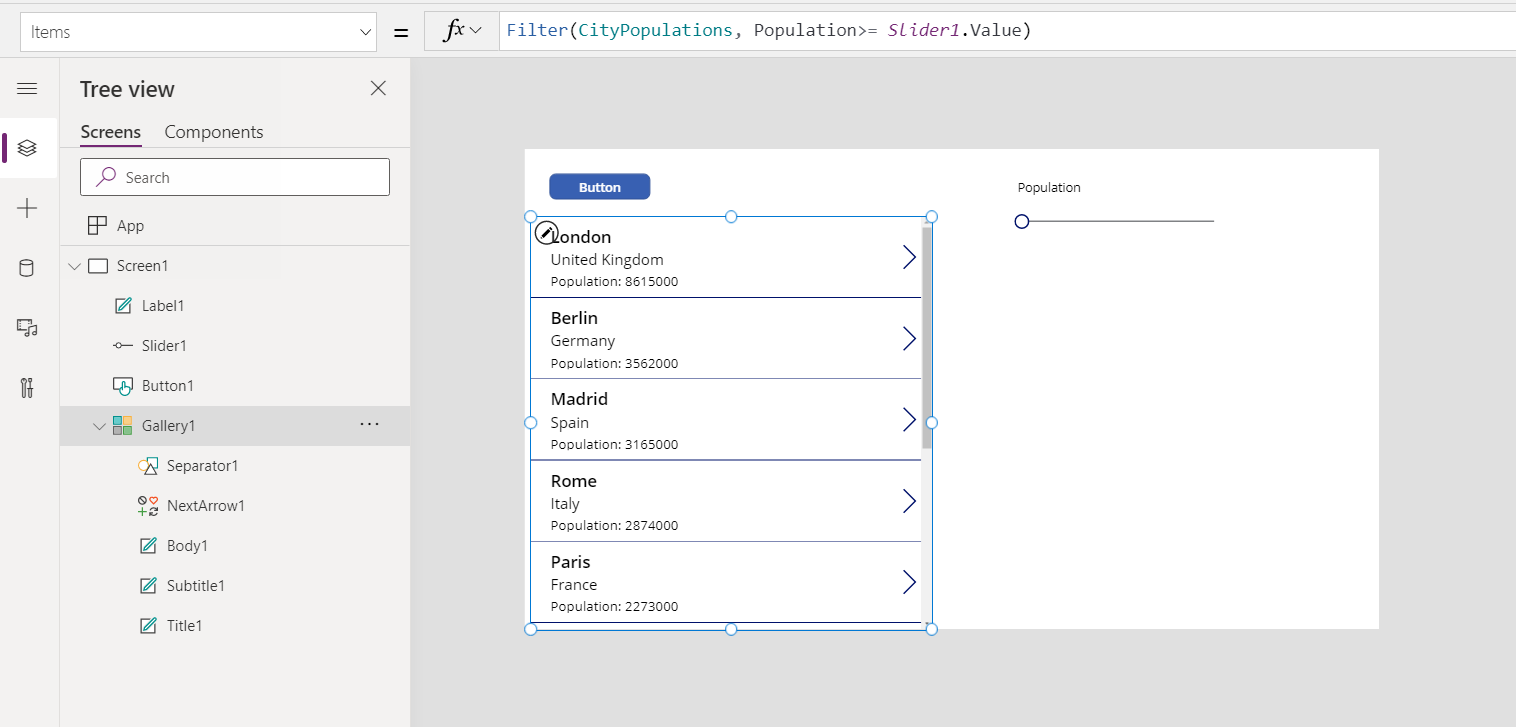 Items
= fx Filter(CityPopulations, Population>= Slider1.Value)
Tree view
Screens Components
Search
App
Screen1
Label1
Slider1
Button1
Gallery1
Separator1
NextArrow1
Body1
Subtitle1
Title1
Button
Population
London
United Kingdom
Population: 8615000
Berlin
Germany
Population: 3562000
Madrid
Spain
Population: 3165000
Rome
Italy
Population: 2874000
Paris
France
Population: 2273000